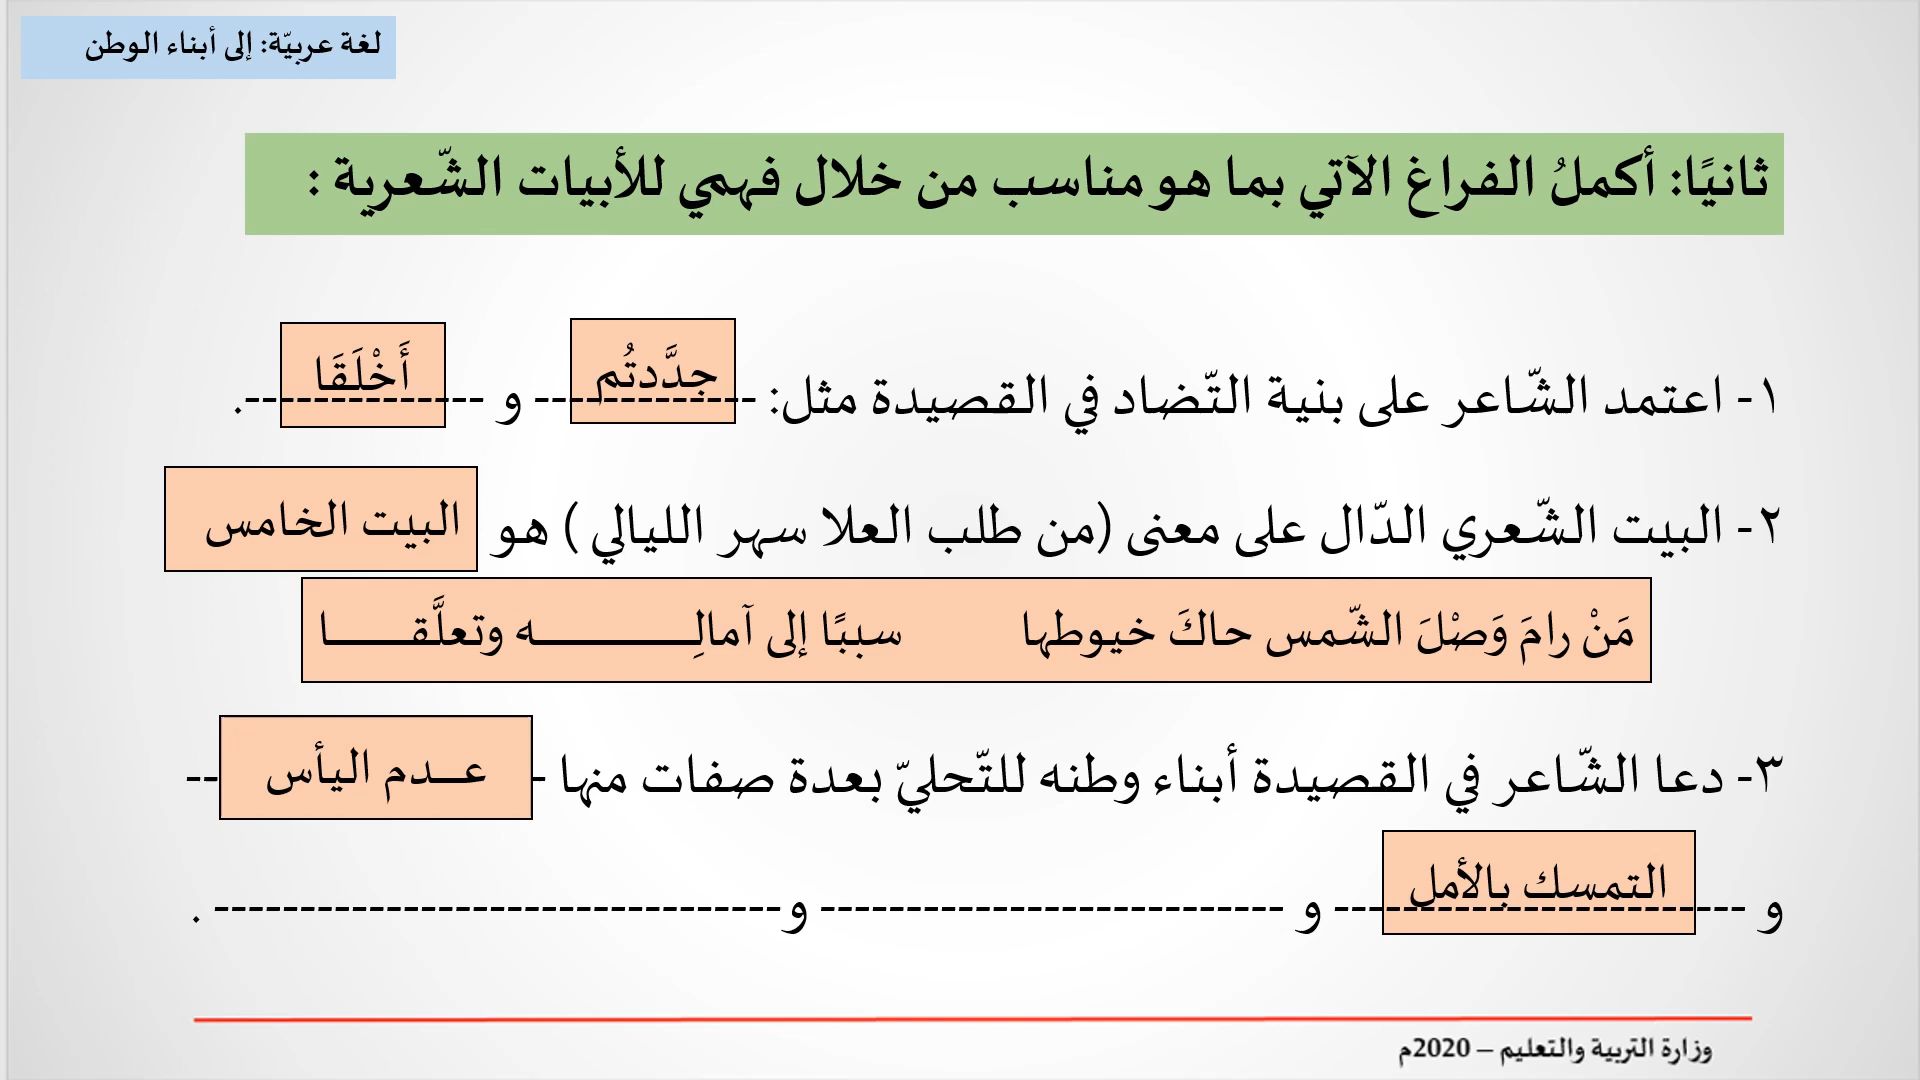 لغة عربيّة: إلى أبناء الوطن
ثانيًا: أكملُ الفراغ الآتي بما هو مناسب من خلال فهمي للأبيات الشّعرية :
١- اعتمد الشّاعر على بنية التّضاد في القصيدة مثل: ------- جدَّدتُم ------- و ------- أَخْلَقَا -------.
٢- البيت الشّعري الدّال على معنى (من طلب العلا سهر الليالي ) هو البيت الخامس
مَنْ رامَ وَصْلَ الشّمس حاكَ خيوطها سببًا إلى آمالِـــــــــــه وتعلَّقـــــا
٣- دعا الشّاعر في القصيدة أبناء وطنه للتّحليّ بعدة صفات منها - عـــدم اليأس --
و --- التمسك بالأمل --- و --------------------------- و --------------------------------- .
وزارة التربية والتعليم – 2020م